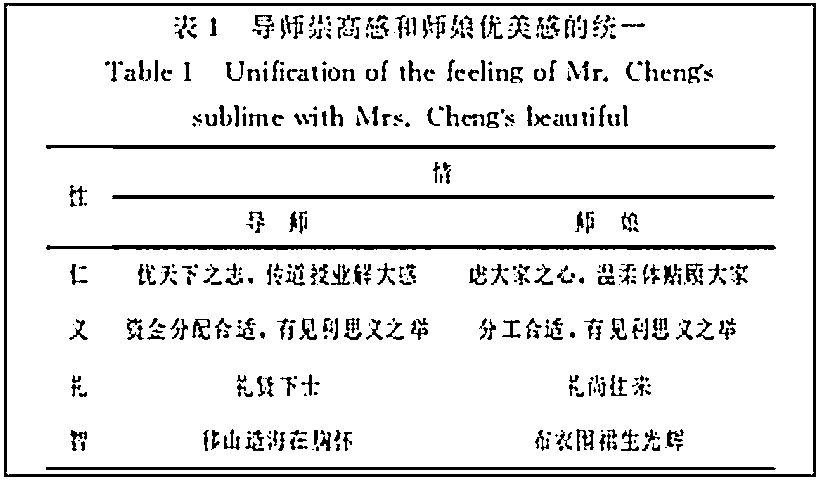 表 1 导师崇高感和师娘优美感的统一
Table 1 Unification of the feeling of Mr. Cheng's
sublime with Mrs. Cheng's beautiful
性 情
导 师 师 娘
仁 优天下之志，传道授业解大惑 虑大家之心，温柔体贴顾大家
义 资金分配合适，有见利思义之举 分工合适，有见利思义之举
礼 礼贤下士 礼尚往来
智 移山造海在胸怀 布衣围裙生光辉